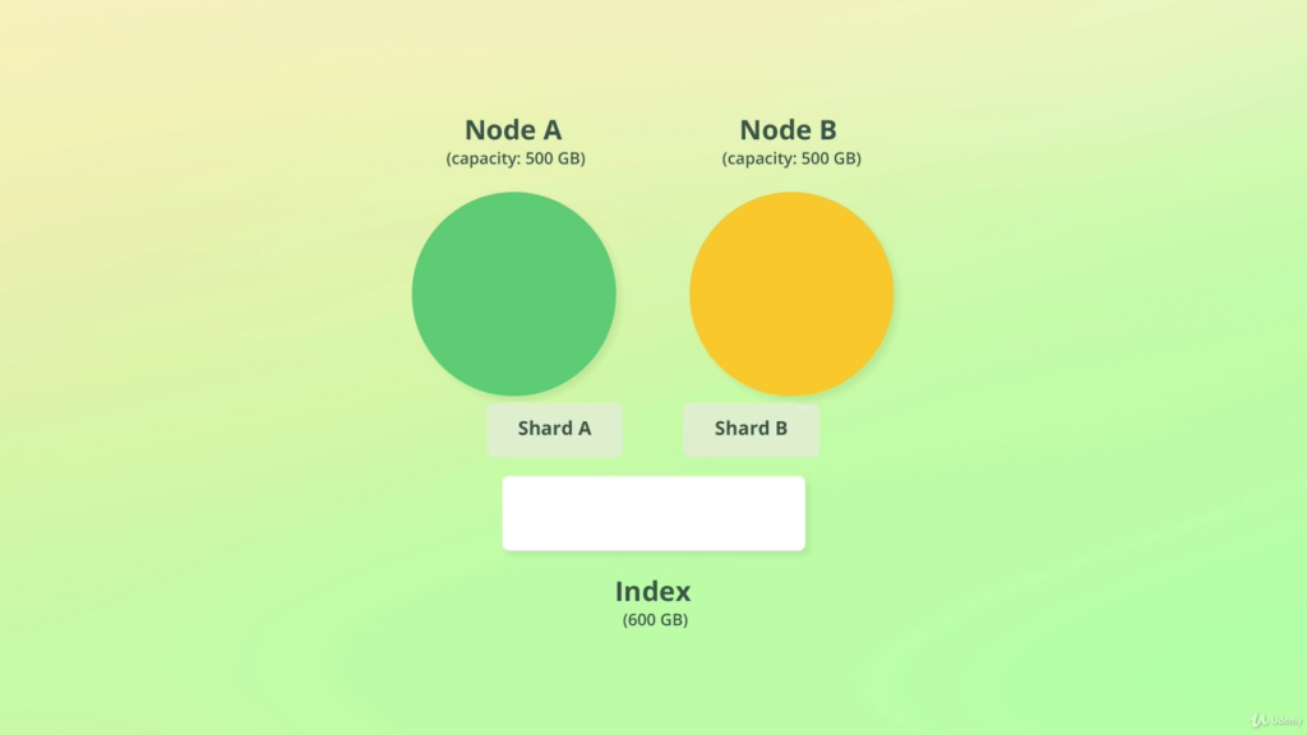 Node A
Node B
(capacity: 500 GB)
(capacity: 500 GB)
Shard A
Shard B
Index
(600 GB)
Udemy